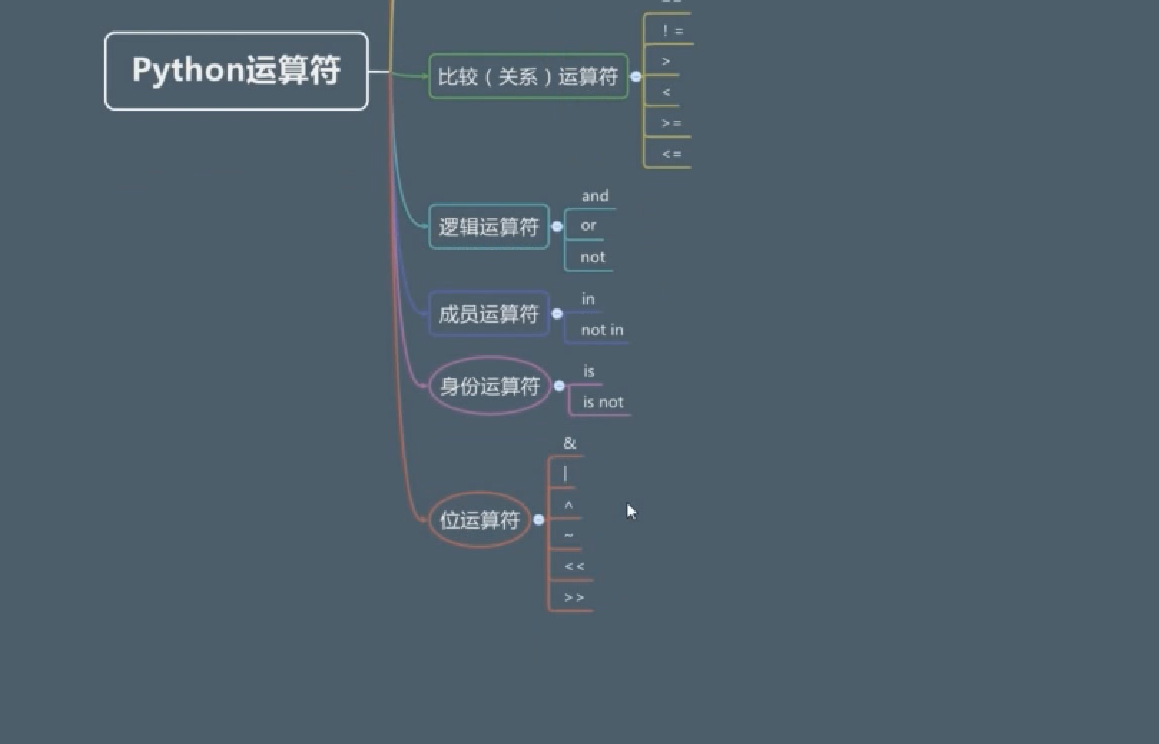 Python运算符
比较（关系）运算符
! =
>
<
> =
< =
逻辑运算符
and
or
not
成员运算符
in
not in
身份运算符
is
is not
位运算符
&
|
^
~
< <
> >